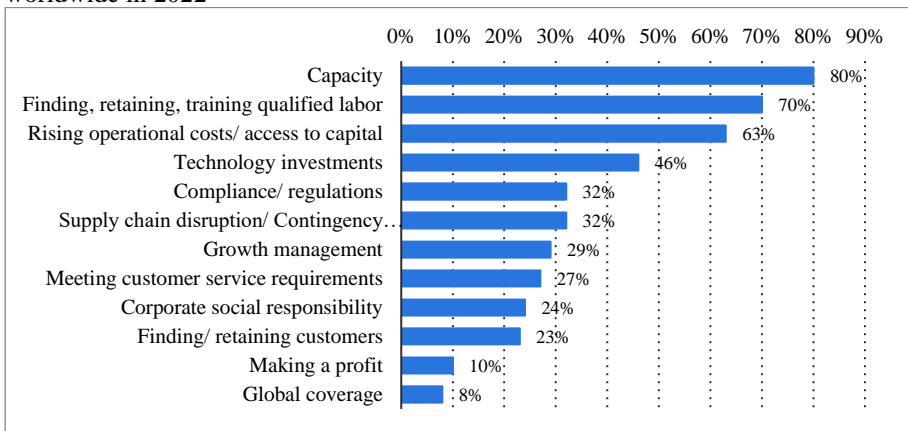 worldwide in 2022
0% 10% 20% 30% 40% 50% 60% 70% 80% 90%
Capacity 80%
Finding, retaining, training qualified labor 70%
Rising operational costs/ access to capital 63%
Technology investments 46%
Compliance/ regulations 32%
Supply chain disruption/ Contingency… 32%
Growth management 29%
Meeting customer service requirements 27%
Corporate social responsibility 24%
Finding/ retaining customers 23%
Making a profit 10%
Global coverage 8%